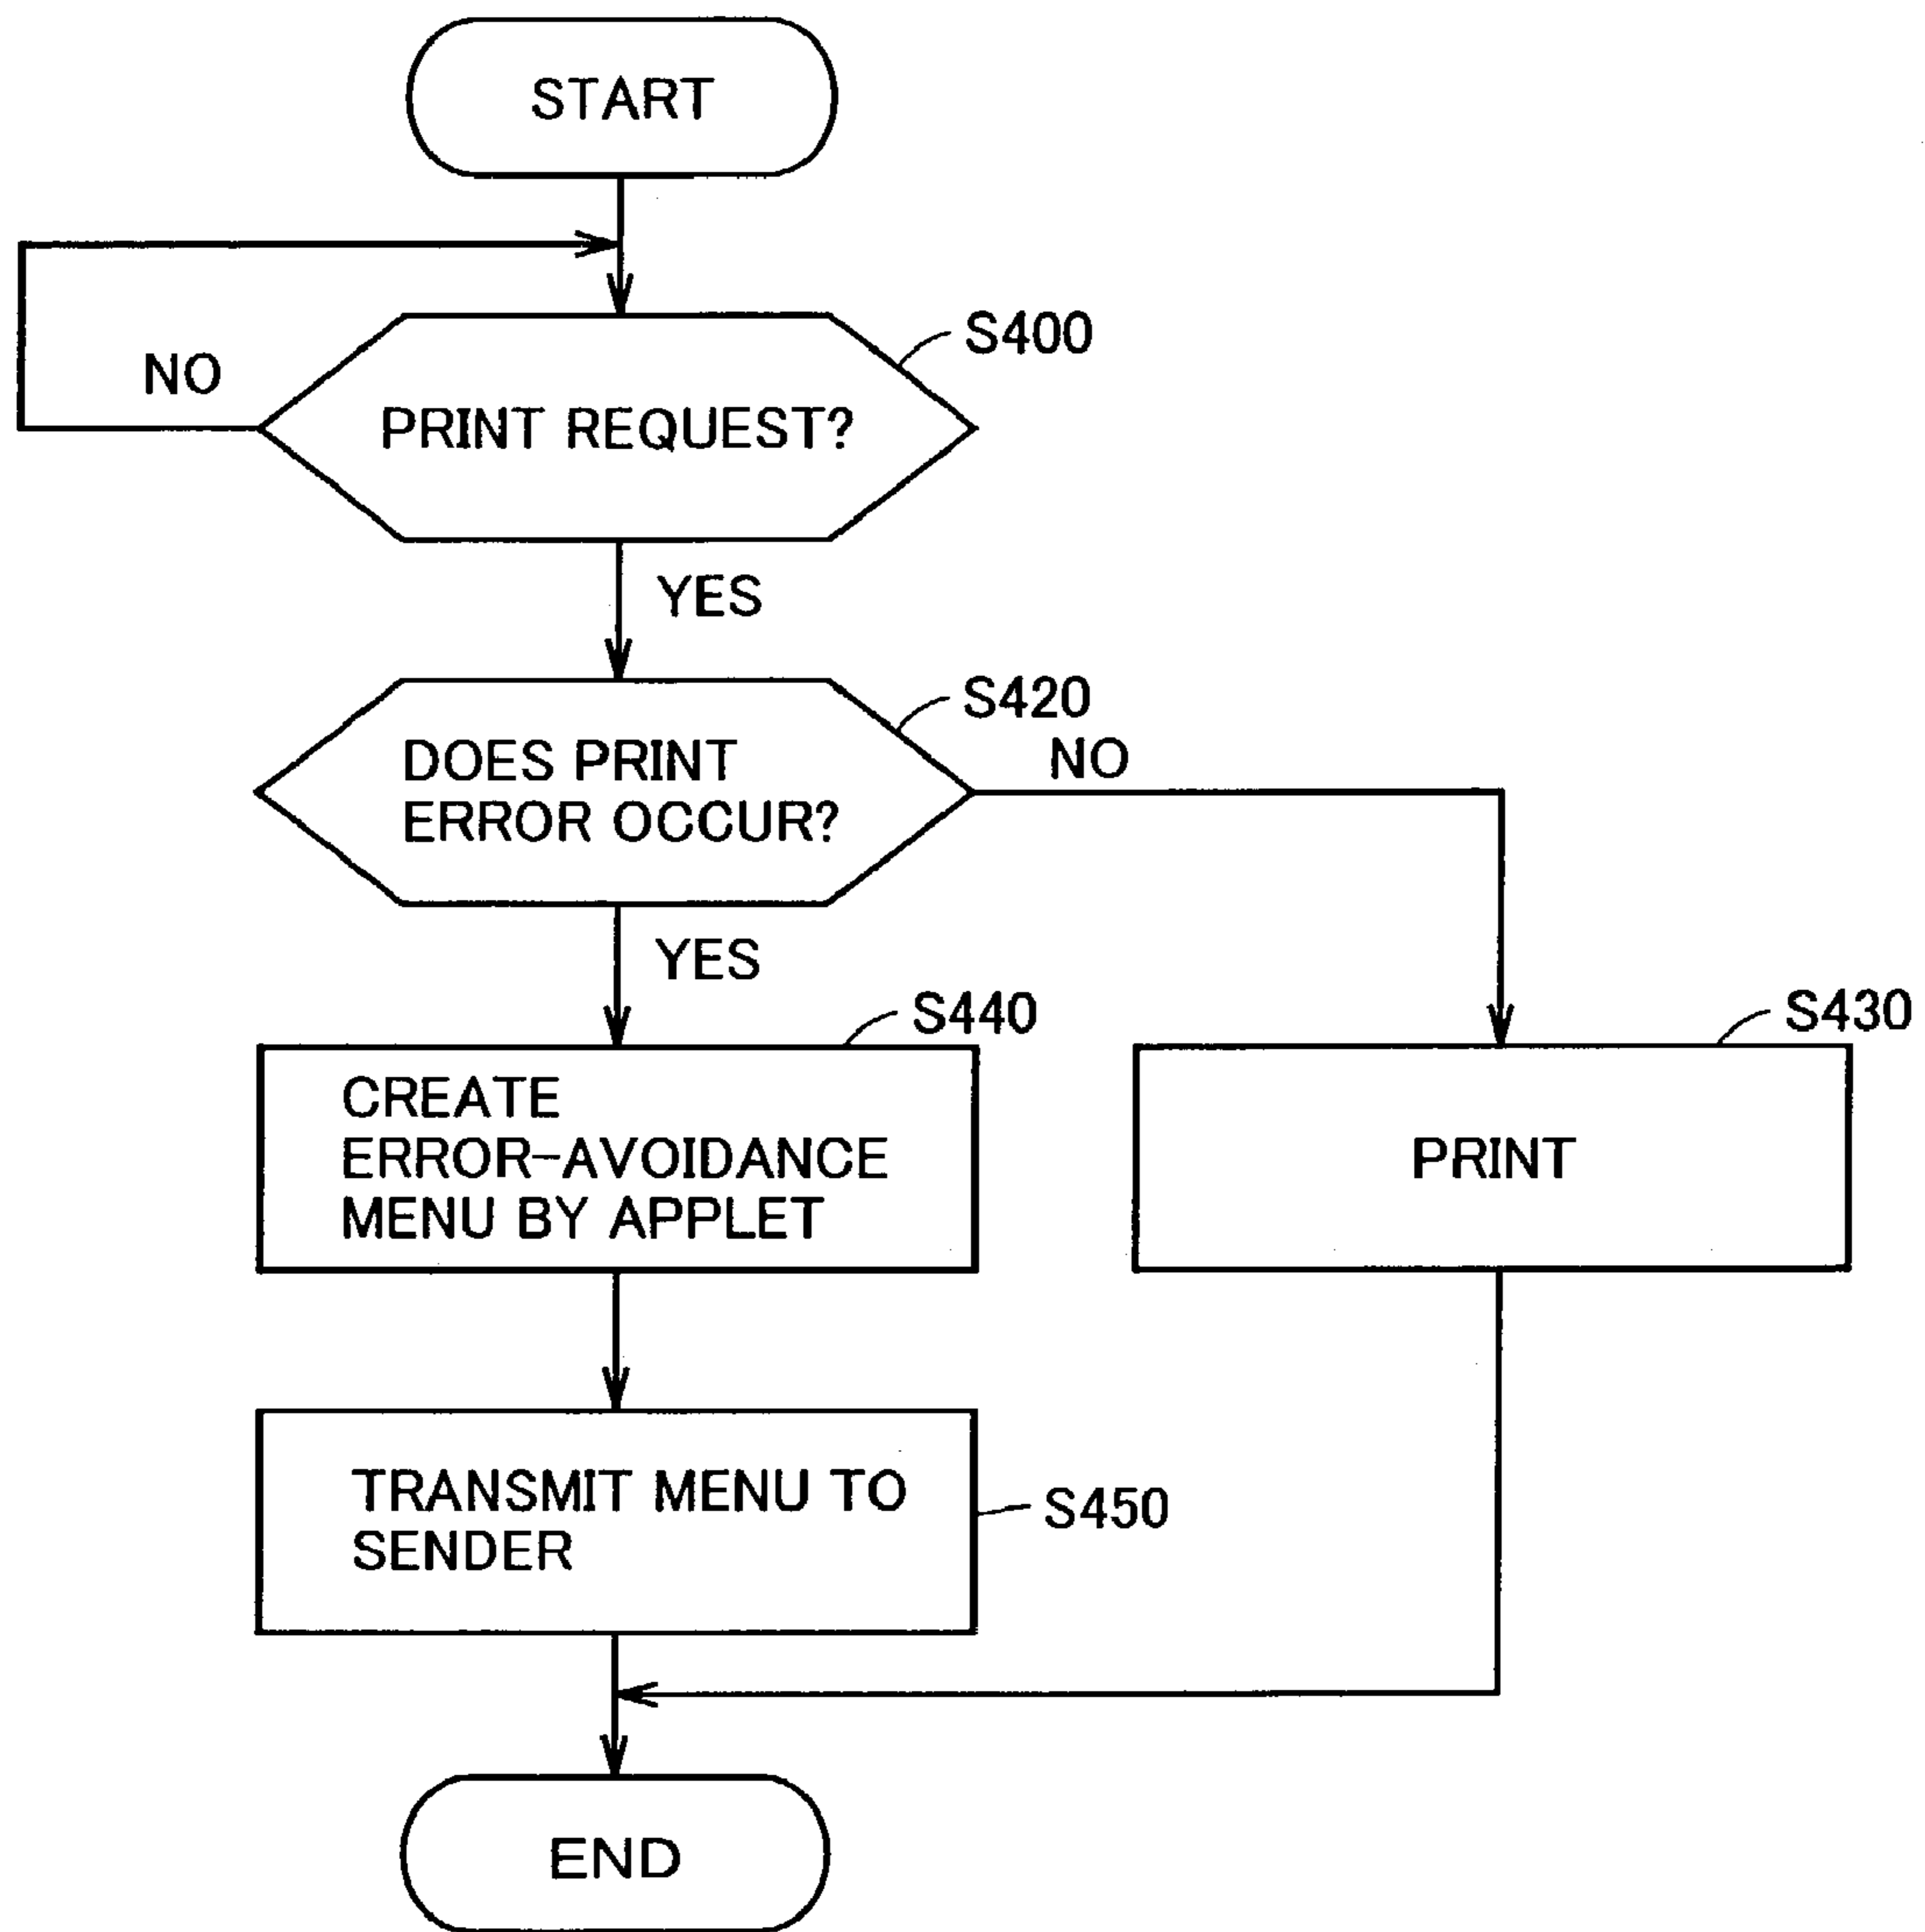 START
S400
NO
PRINT REQUEST?
YES
S420
NO
DOES PRINT
ERROR OCCUR?
YES
S440
S430
CREATE
ERROR-AVOIDANCE
MENU BY APPLET
PRINT
TRANSMIT MENU TO
SENDER
S450
END